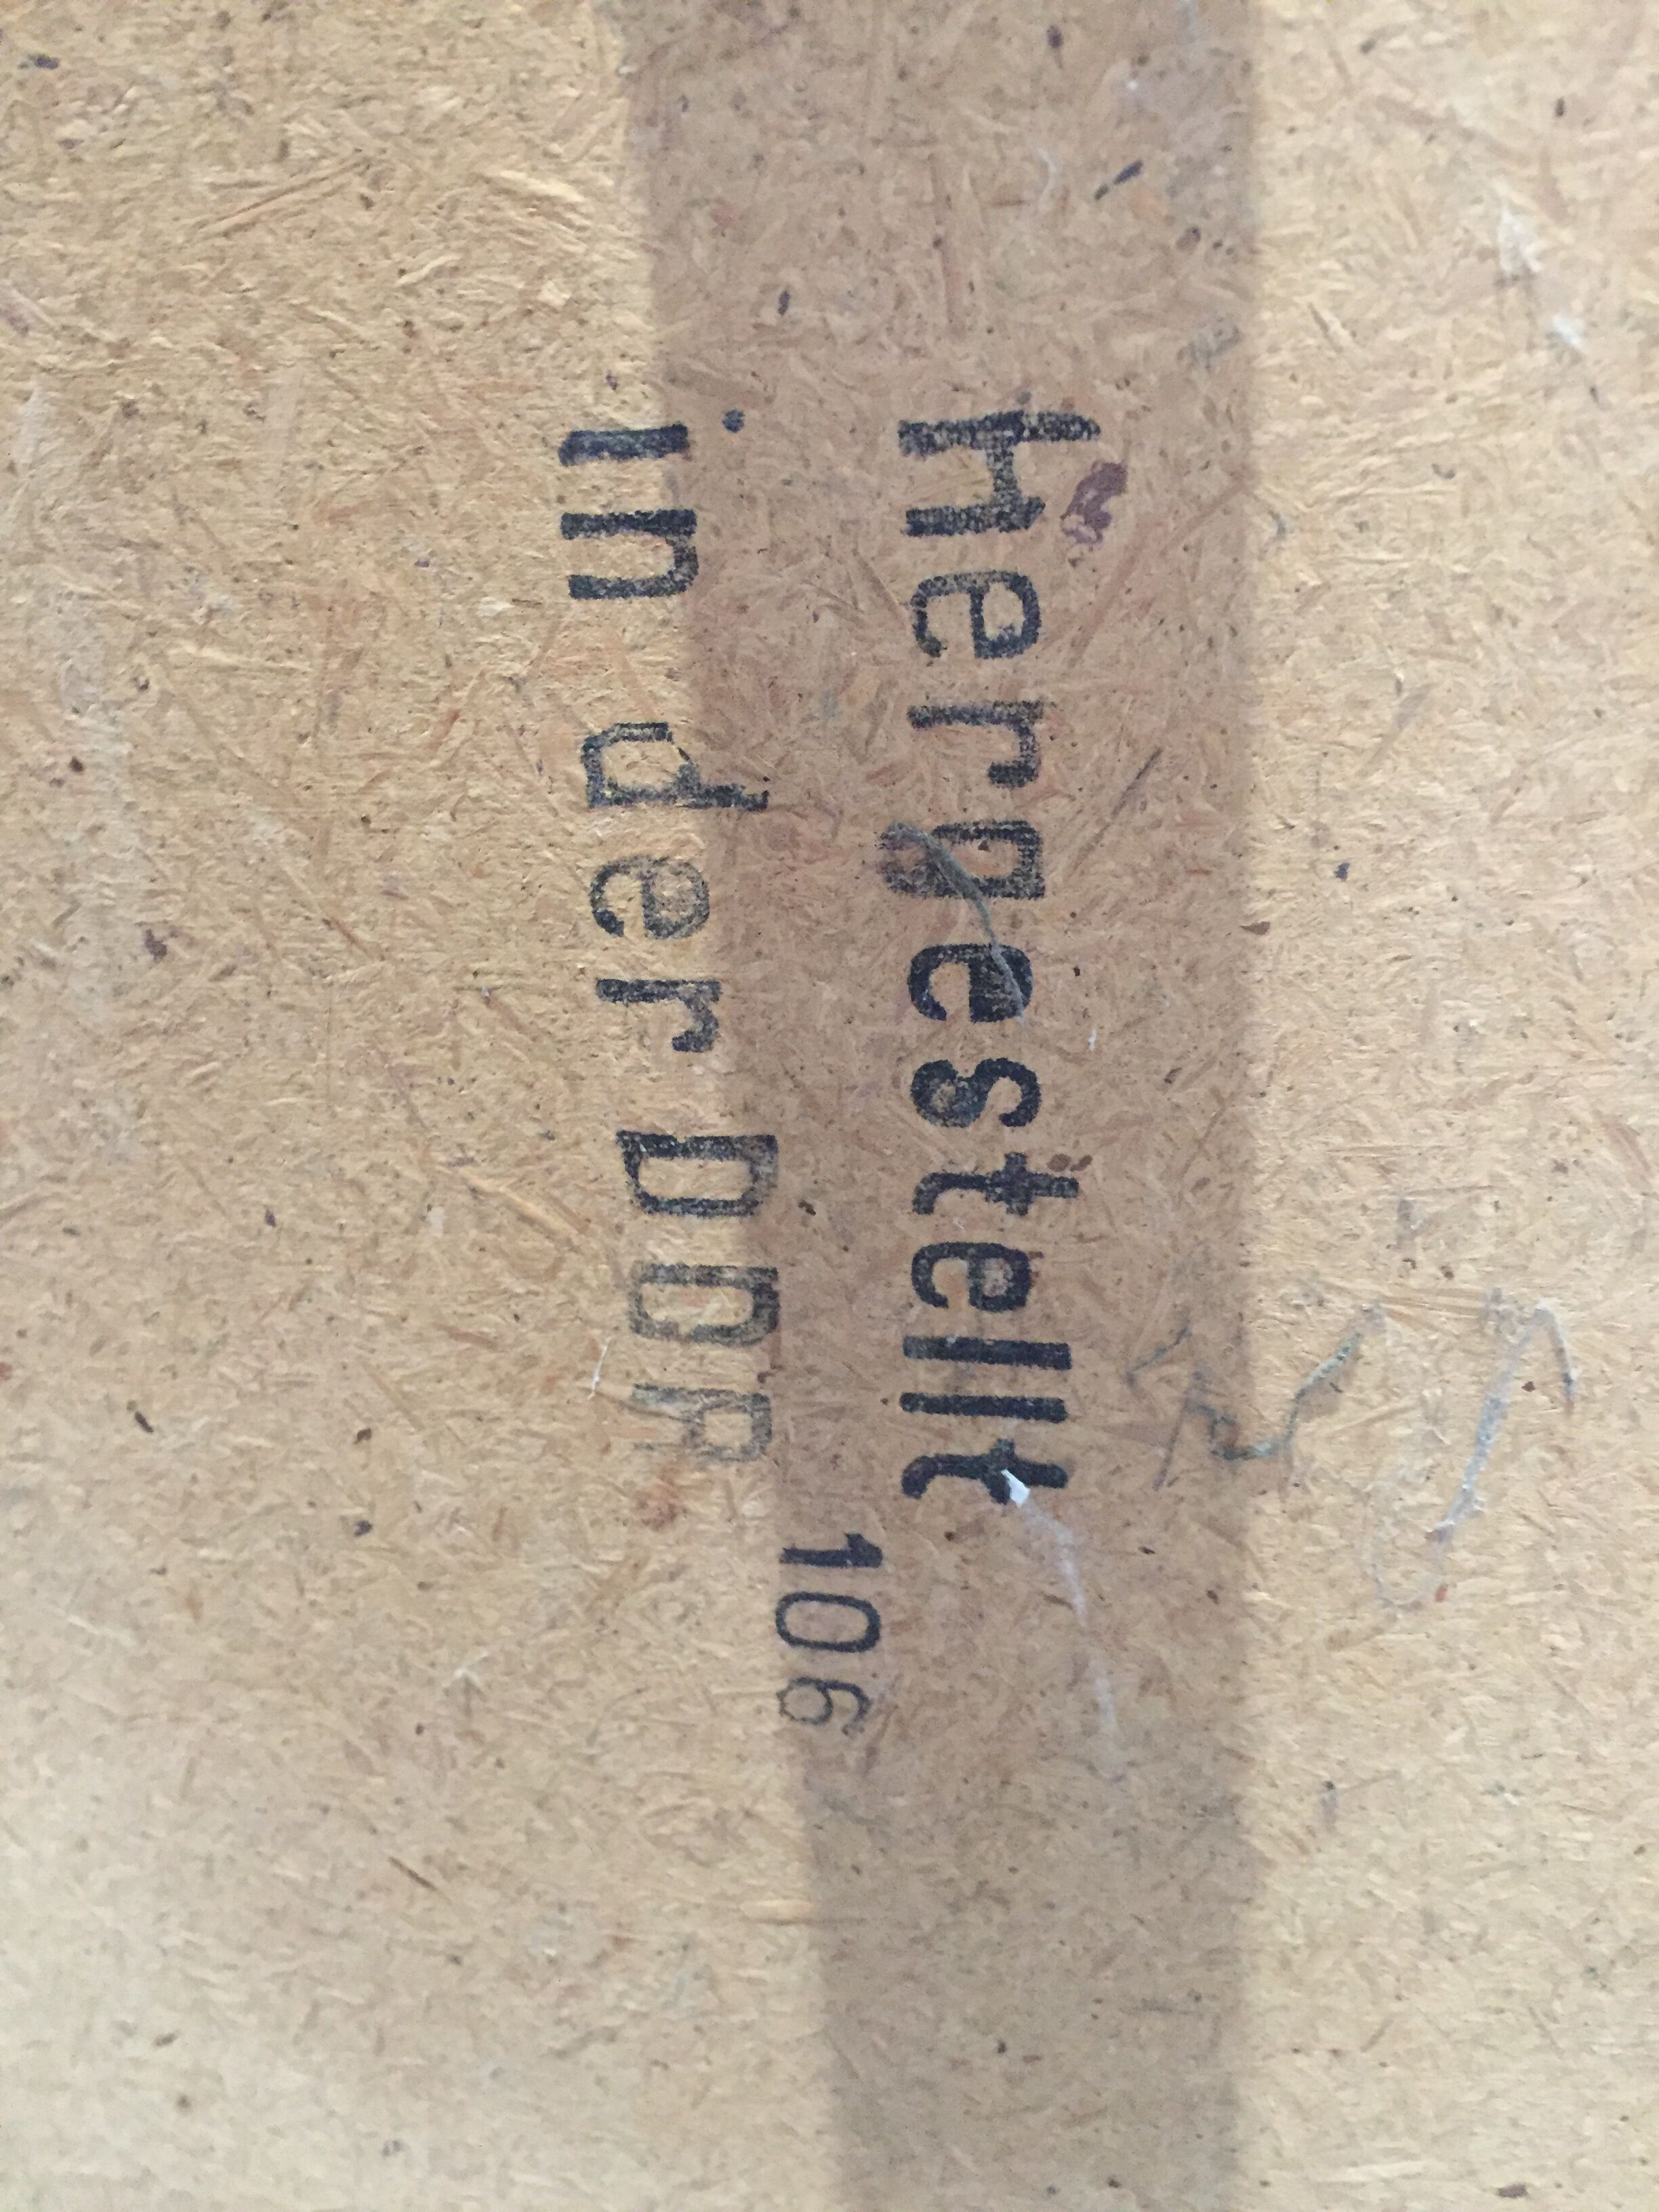 Hergestellt
in der DDR
106